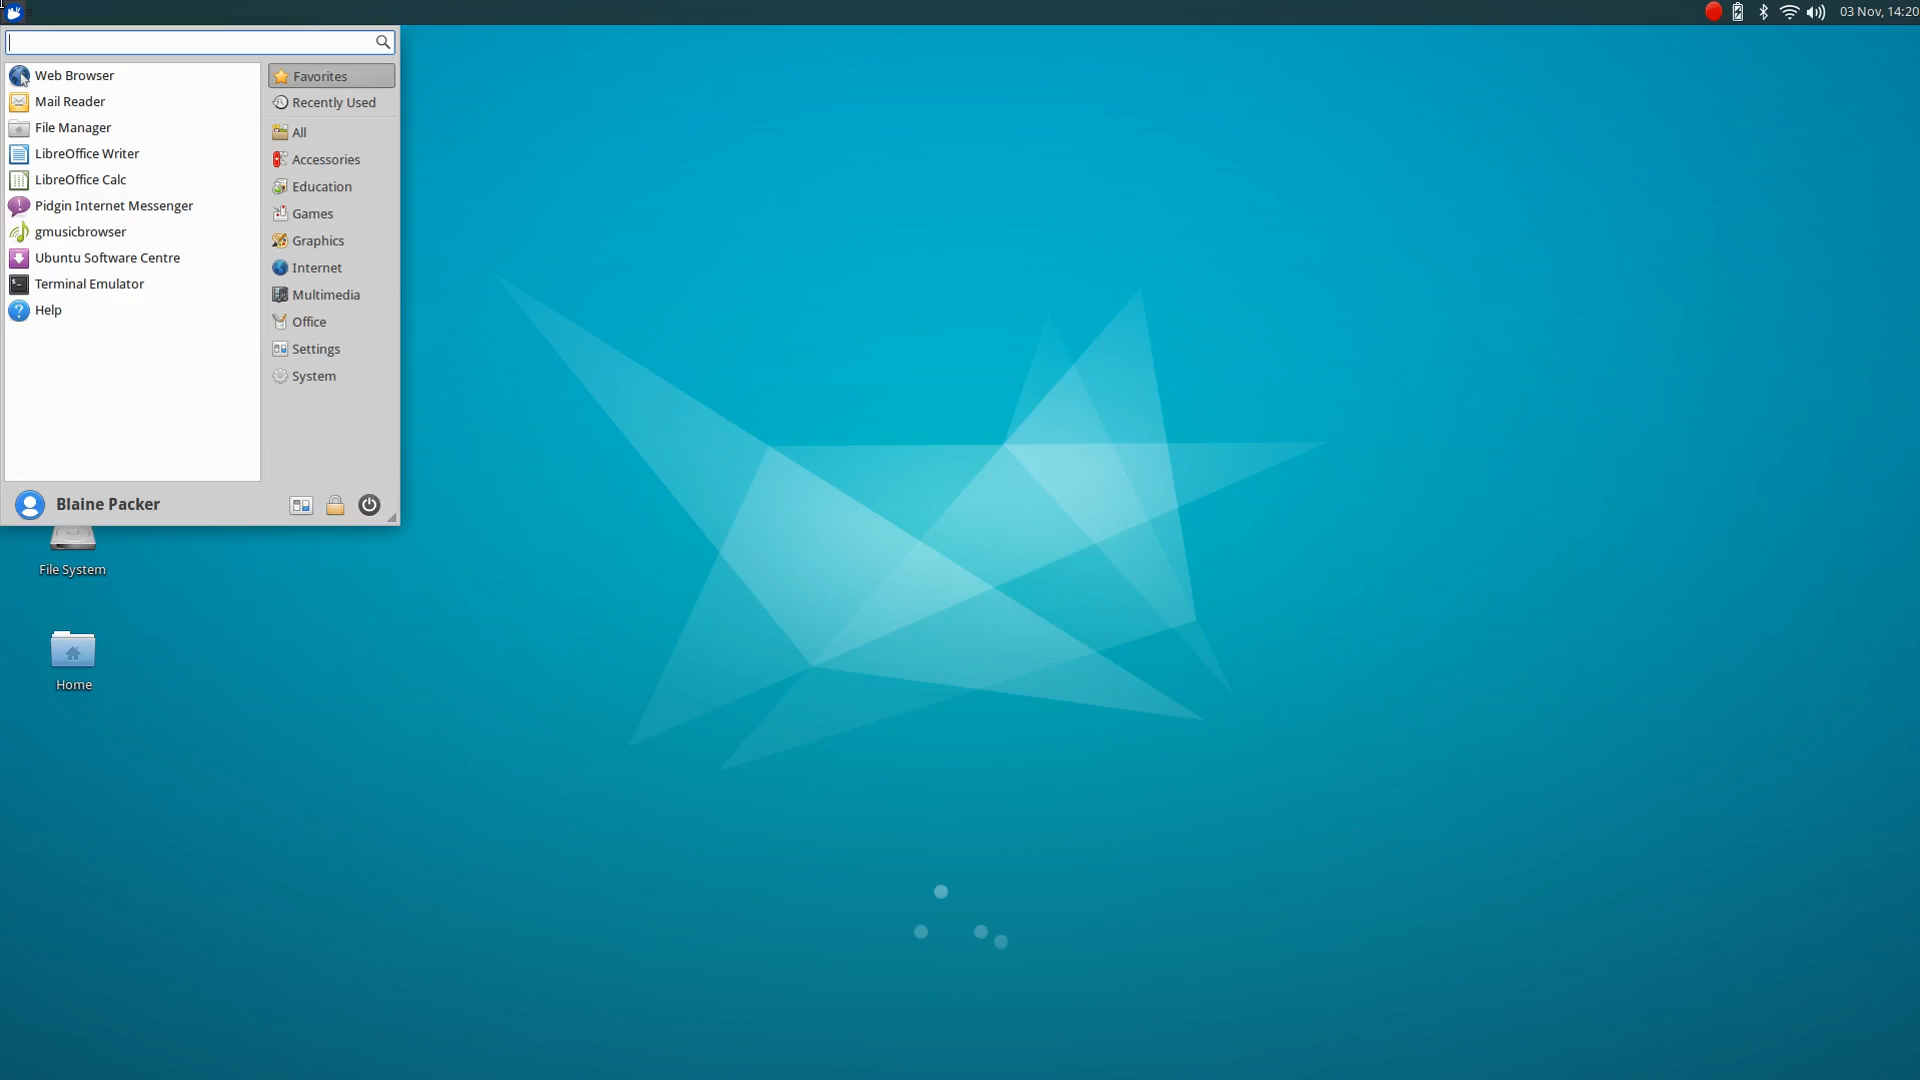 03 Nov, 14:20
Web Browser
Mail Reader
File Manager
LibreOffice Writer
LibreOffice Calc
Pidgin Internet Messenger
gmusicbrowser
Ubuntu Software Centre
Terminal Emulator
Help
Favorites
Recently Used
All
Accessories
Education
Games
Graphics
Internet
Multimedia
Office
Settings
System
Blaine Packer
File System
Home